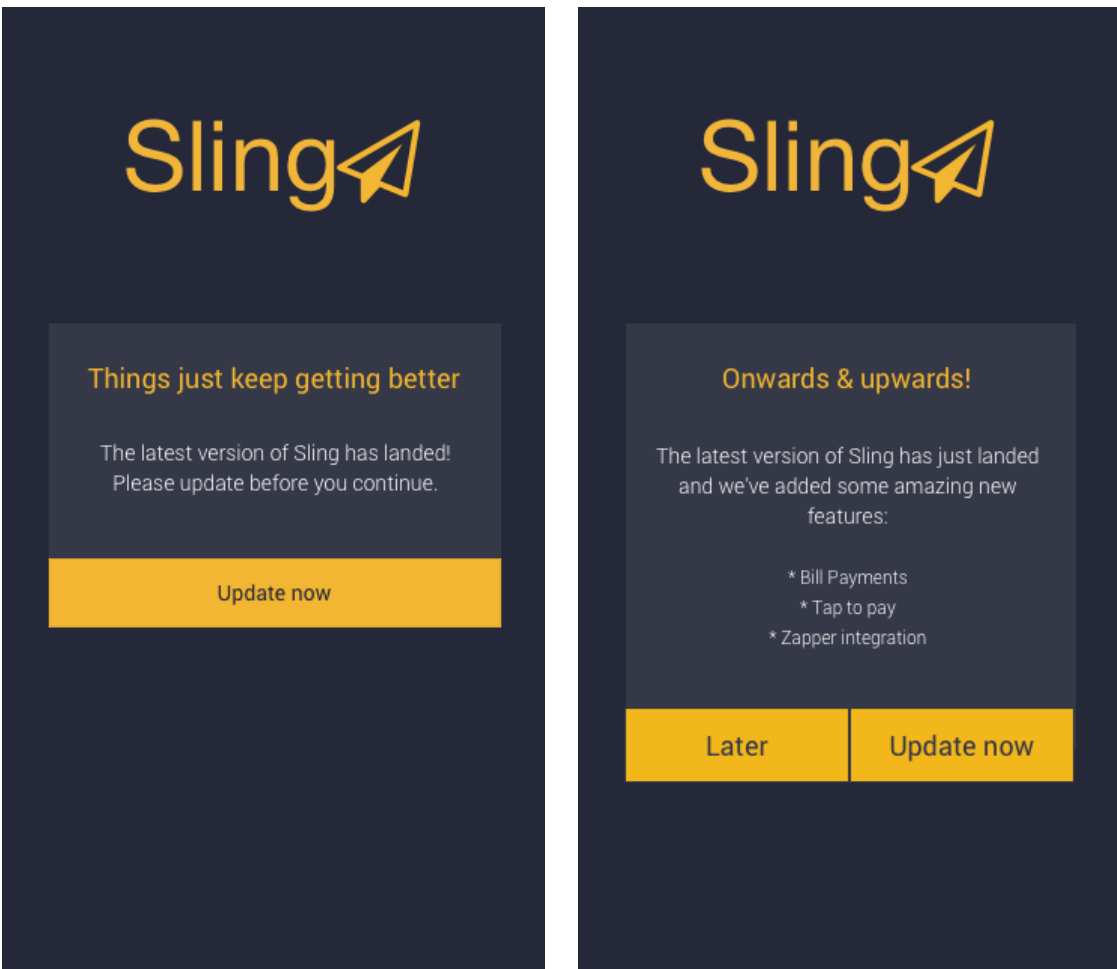 Sling
Things just keep getting better
The latest version of Sling has landed!
Please update before you continue.
Update now
Sling
Onwards & upwards!
The latest version of Sling has just landed
and we've added some amazing new
features:
* Bill Payments
* Tap to pay
* Zapper integration
Later
Update now